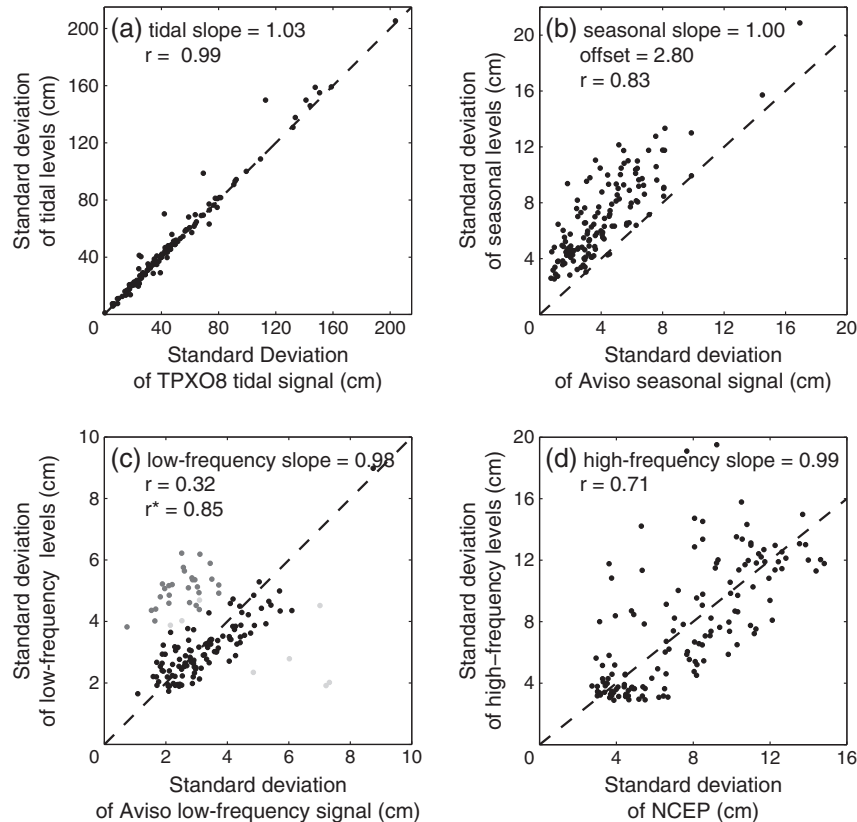 (a) tidal slope = 1.03
r = 0.99
Standard deviation
of tidal levels (cm)
200
160
120
80
40
0
40
80
120
160
200
Standard Deviation
of TPXO8 tidal signal (cm)
(b) seasonal slope = 1.00
offset = 2.80
r = 0.83
Standard deviation
of seasonal levels (cm)
20
16
12
8
4
0
4
8
12
16
20
Standard deviation
of Aviso seasonal signal (cm)
(c) low-frequency slope = 0.98
r = 0.32
r* = 0.85
Standard deviation
of low-frequency levels (cm)
10
8
6
4
2
0
2
4
6
8
10
Standard deviation
of Aviso low-frequency signal (cm)
(d) high-frequency slope = 0.99
r = 0.71
Standard deviation
of high−frequency levels (cm)
20
16
12
8
4
0
4
8
12
16
Standard deviation
of NCEP (cm)